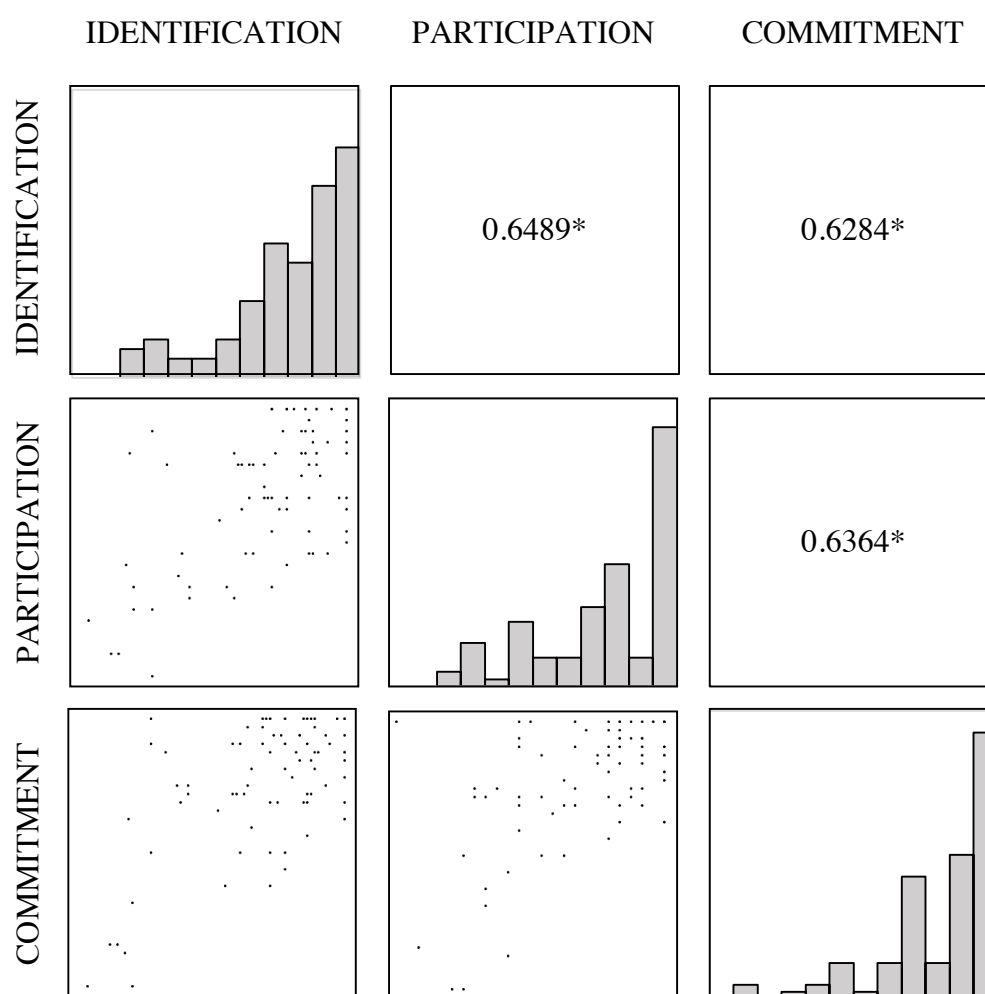 IDENTIFICATION PARTICIPATION COMMITMENT
IDENTIFICATION
0.6489* 0.6284*
PARTICIPATION
0.6364*
COMMITMENT